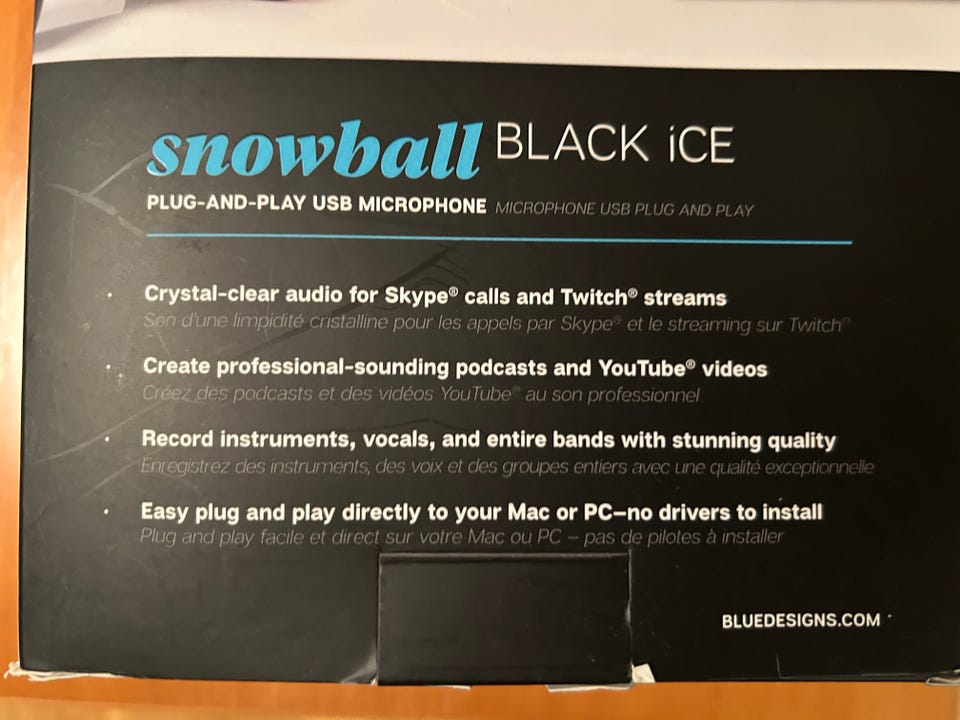 snowball BLACK iCE
PLUG-AND-PLAY USB MICROPHONE MICROPHONE USB PLUG AND PLAY
· Crystal-clear audio for Skype® calls and Twitch® streams
Son d'une limpidité cristalline pour les appels par Skype® et le streaming sur Twitch®
· Create professional-sounding podcasts and YouTube® videos
Créez des podcasts et des vidéos YouTube® au son professionnel
· Record instruments, vocals, and entire bands with stunning quality
Enregistrez des instruments, des voix et des groupes entiers avec une qualité exceptionnelle
· Easy plug and play directly to your Mac or PC—no drivers to install
Plug and play facile et direct sur votre Mac ou PC – pas de pilotes à installer
BLUEDESIGNS.COM